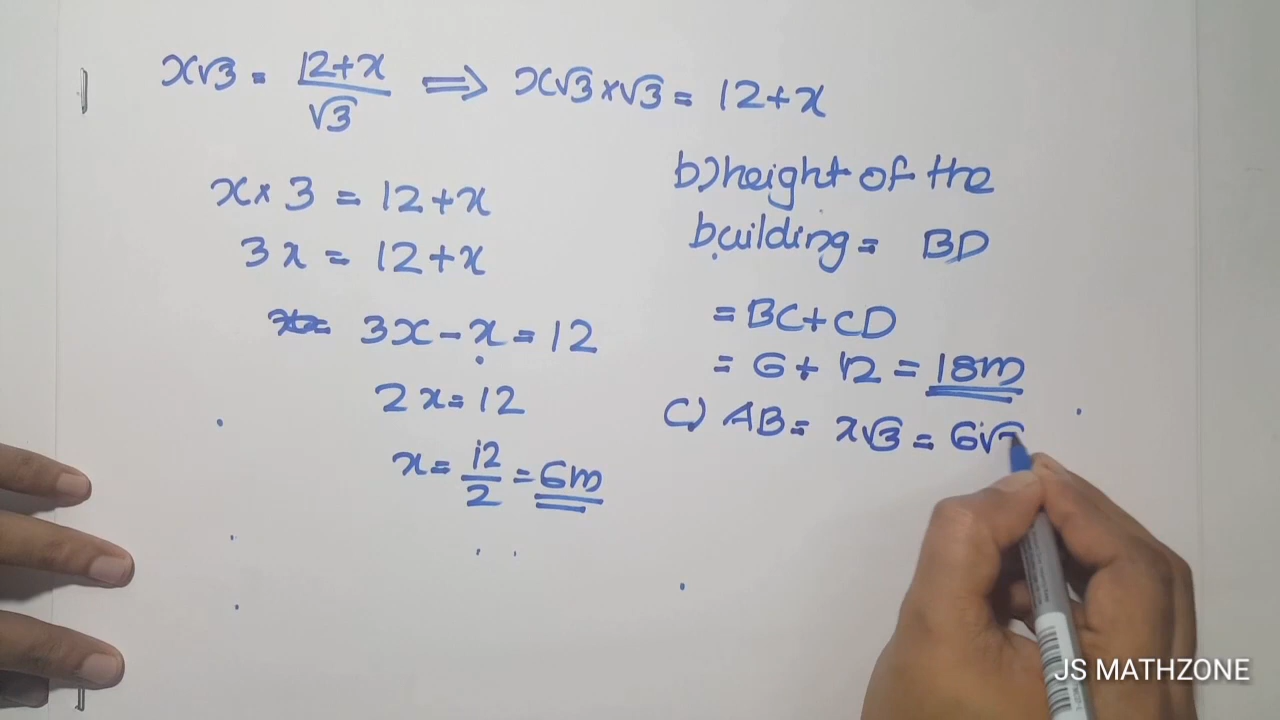 x√3 = 12+x/√3 ⟹ x√3×√3 = 12+x
x×3 = 12+x
3x = 12+x
3x−x = 12
2x = 12
x = 12/2 = 6m
b) height of the
building = BD
= BC+CD
= 6+12 = 18m
c) AB = x√3 = 6√
JS MATHZONE